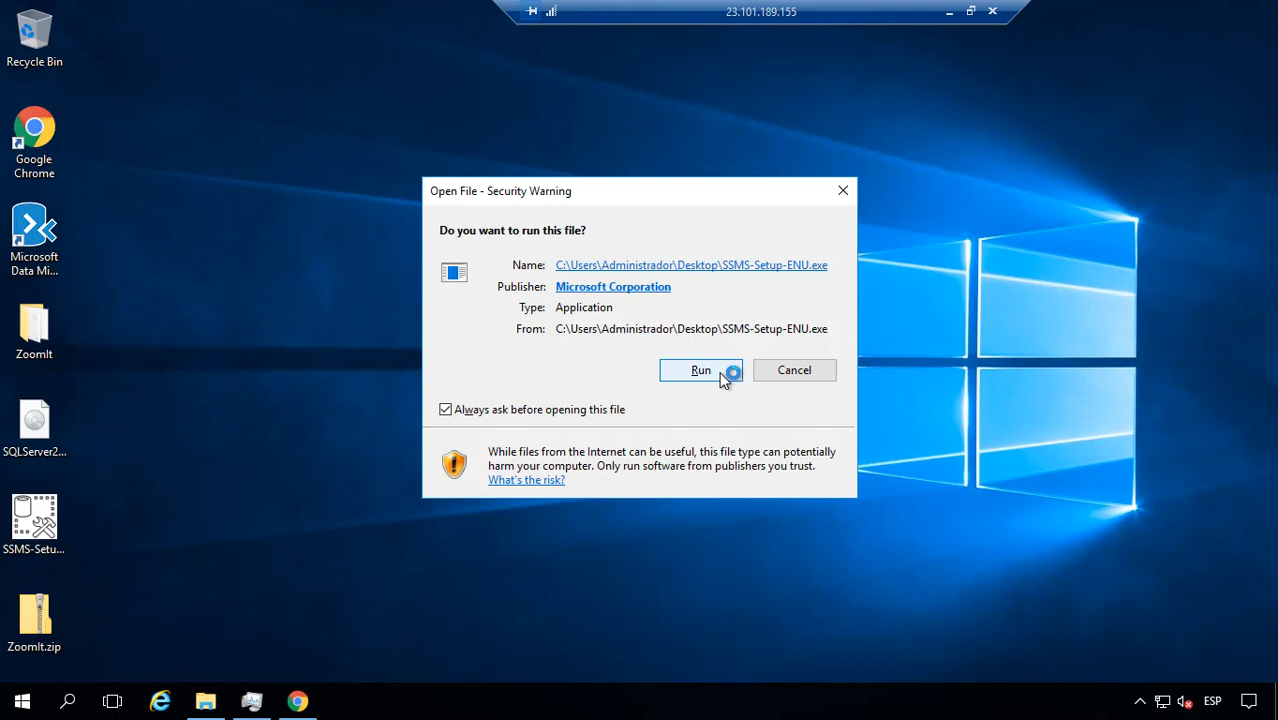 23.101.189.155
Recycle Bin
Google
Chrome
Microsoft
Data Mi...
ZoomIt
SQLServer2...
SSMS-Setu...
ZoomIt.zip
Open File - Security Warning
Do you want to run this file?
Name: C:\Users\Administrador\Desktop\SSMS-Setup-ENU.exe
Publisher: Microsoft Corporation
Type: Application
From: C:\Users\Administrador\Desktop\SSMS-Setup-ENU.exe
Run Cancel
Always ask before opening this file
While files from the Internet can be useful, this file type can potentially
harm your computer. Only run software from publishers you trust.
What's the risk?
ESP